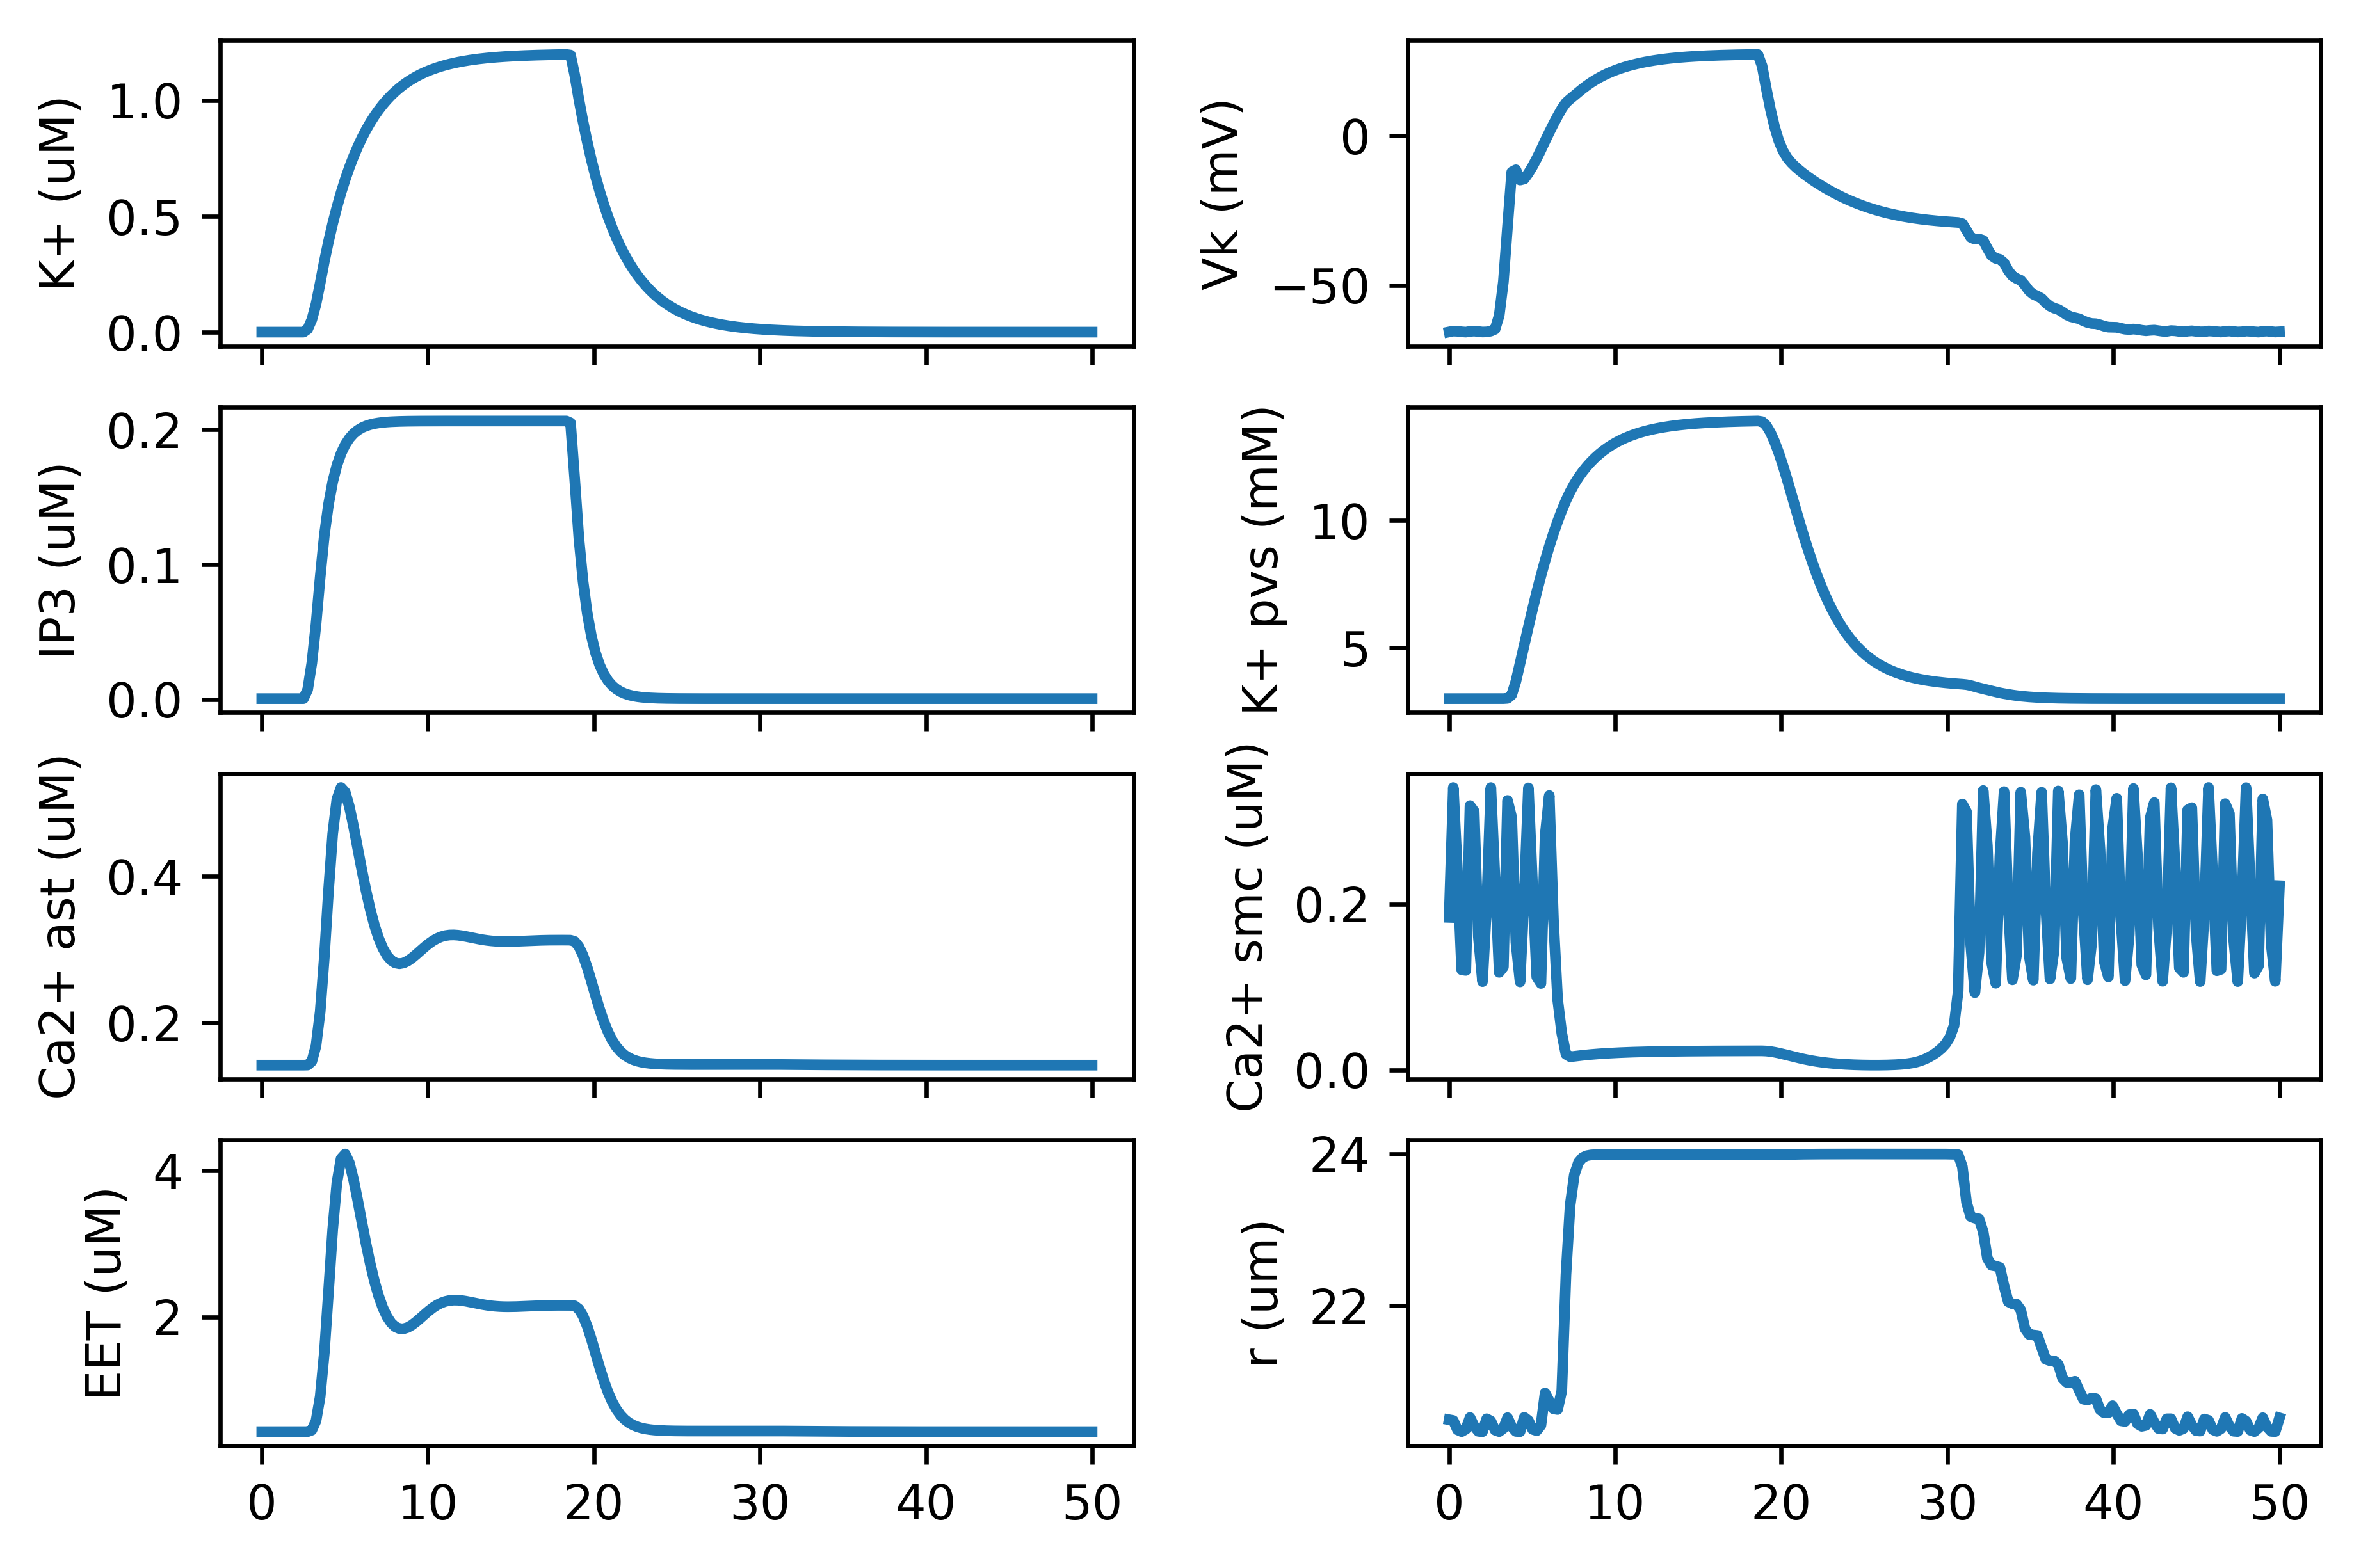 K+ (uM)
1.0
0.5
0.0
Vk (mV)
0
−50
IP3 (uM)
0.2
0.1
0.0
K+ pvs (mM)
10
5
Ca2+ ast (uM)
0.4
0.2
Ca2+ smc (uM)
0.2
0.0
EET (uM)
4
2
0 10 20 30 40 50
r (um)
24
22
0 10 20 30 40 50